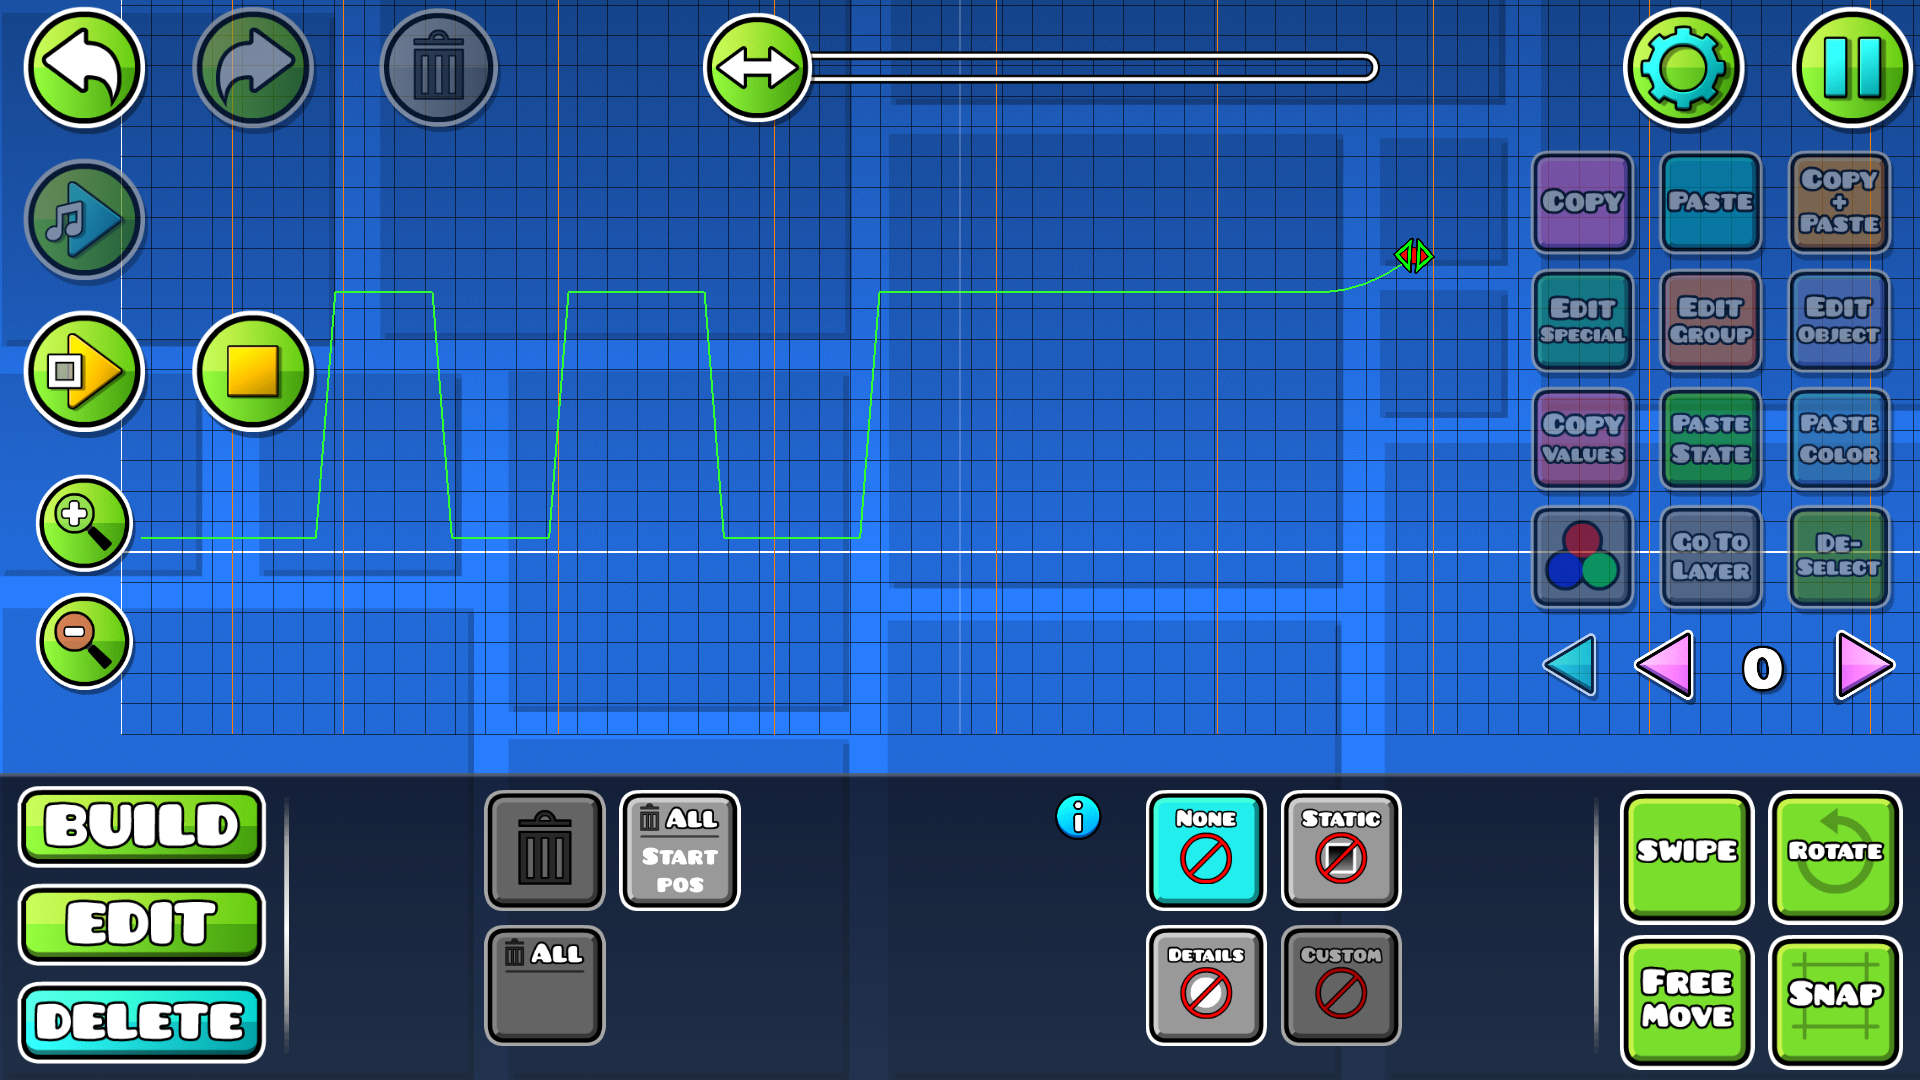 COPY
PASTE
COPY
+
PASTE
EDIT
SPECIAL
EDIT
GROUP
EDIT
OBJECT
COPY
VALUES
PASTE
STATE
PASTE
COLOR
GO TO
LAYER
DE-
SELECT
0
BUILD
EDIT
DELETE
ALL
START
POS
ALL
i
NONE
STATIC
DETAILS
CUSTOM
SWIPE
ROTATE
FREE
MOVE
SNAP